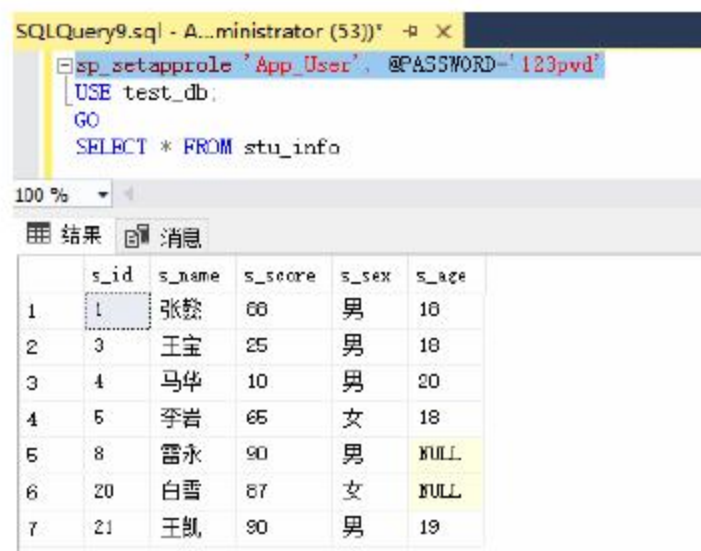 SQLQuery9.sql - A...ministrator (53))*
sp_setapprole 'App_User', @PASSWORD='123pwd'
USE test_db;
GO
SELECT * FROM stu_info
100 %
结果 消息
s_id s_name s_score s_sex s_age
1 1 张懿 88 男 18
2 3 王宝 25 男 18
3 4 马华 10 男 20
4 5 李岩 65 女 18
5 8 雷永 90 男 NULL
6 20 白雪 87 女 NULL
7 21 王凯 90 男 19